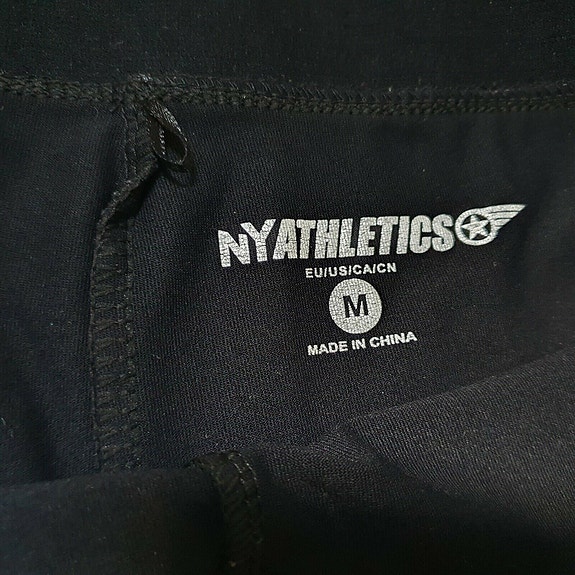 NYATHLETICS
EU/US/CA/CN
M
MADE IN CHINA